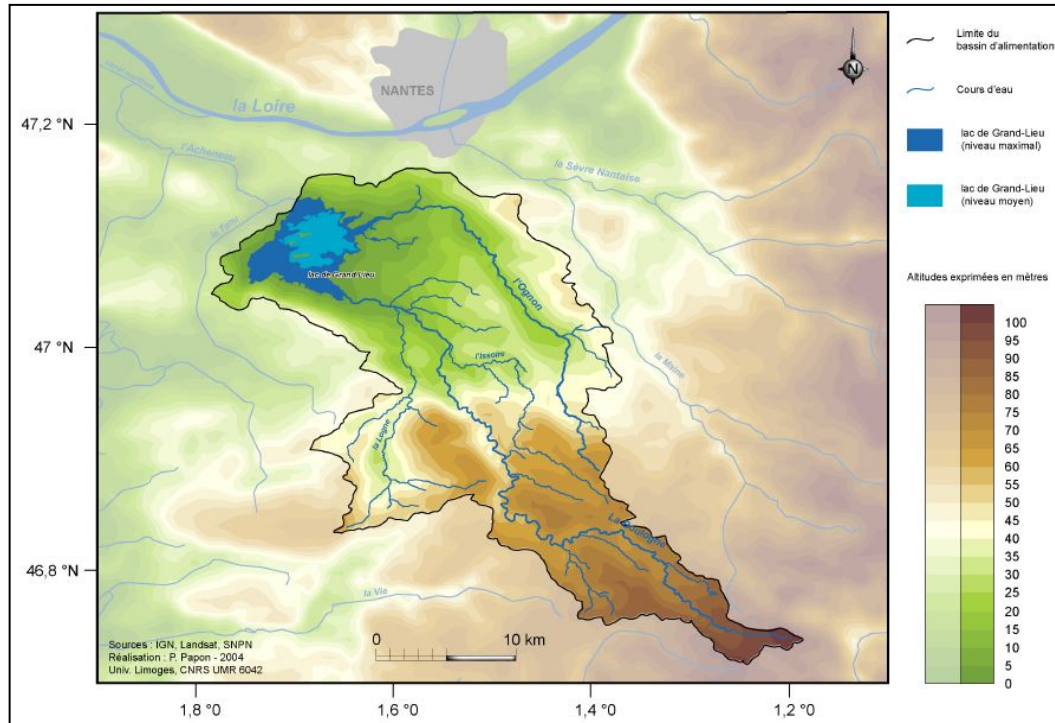 NANTES
la Loire
47,2 °N
l'Acheneau
la Sèvre Nantaise
la Tenu
lac de Grand-Lieu
l'Ognon
47° N
l'Issoire
la Maine
la Logne
La Boulogne
46,8 °N
la Vie
Sources : IGN, Landsat, SNPN
Réalisation : P. Papon - 2004
Univ. Limoges, CNRS UMR 6042
0 10 km
1,8 °O
1,6 °O
1,4 °O
1,2 °O
Limite du
bassin d'alimentation
N
Cours d'eau
lac de Grand-Lieu
(niveau maximal)
lac de Grand-Lieu
(niveau moyen)
Altitudes exprimées en mètres
100
95
90
85
80
75
70
65
60
55
50
45
40
35
30
25
20
15
10
5
0